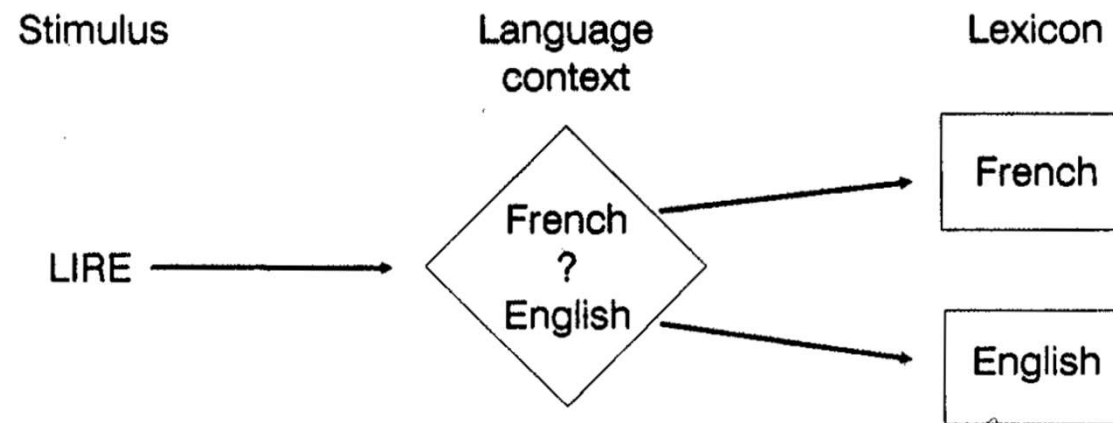 Stimulus
Language
context
Lexicon
LIRE
French
?
English
French
English